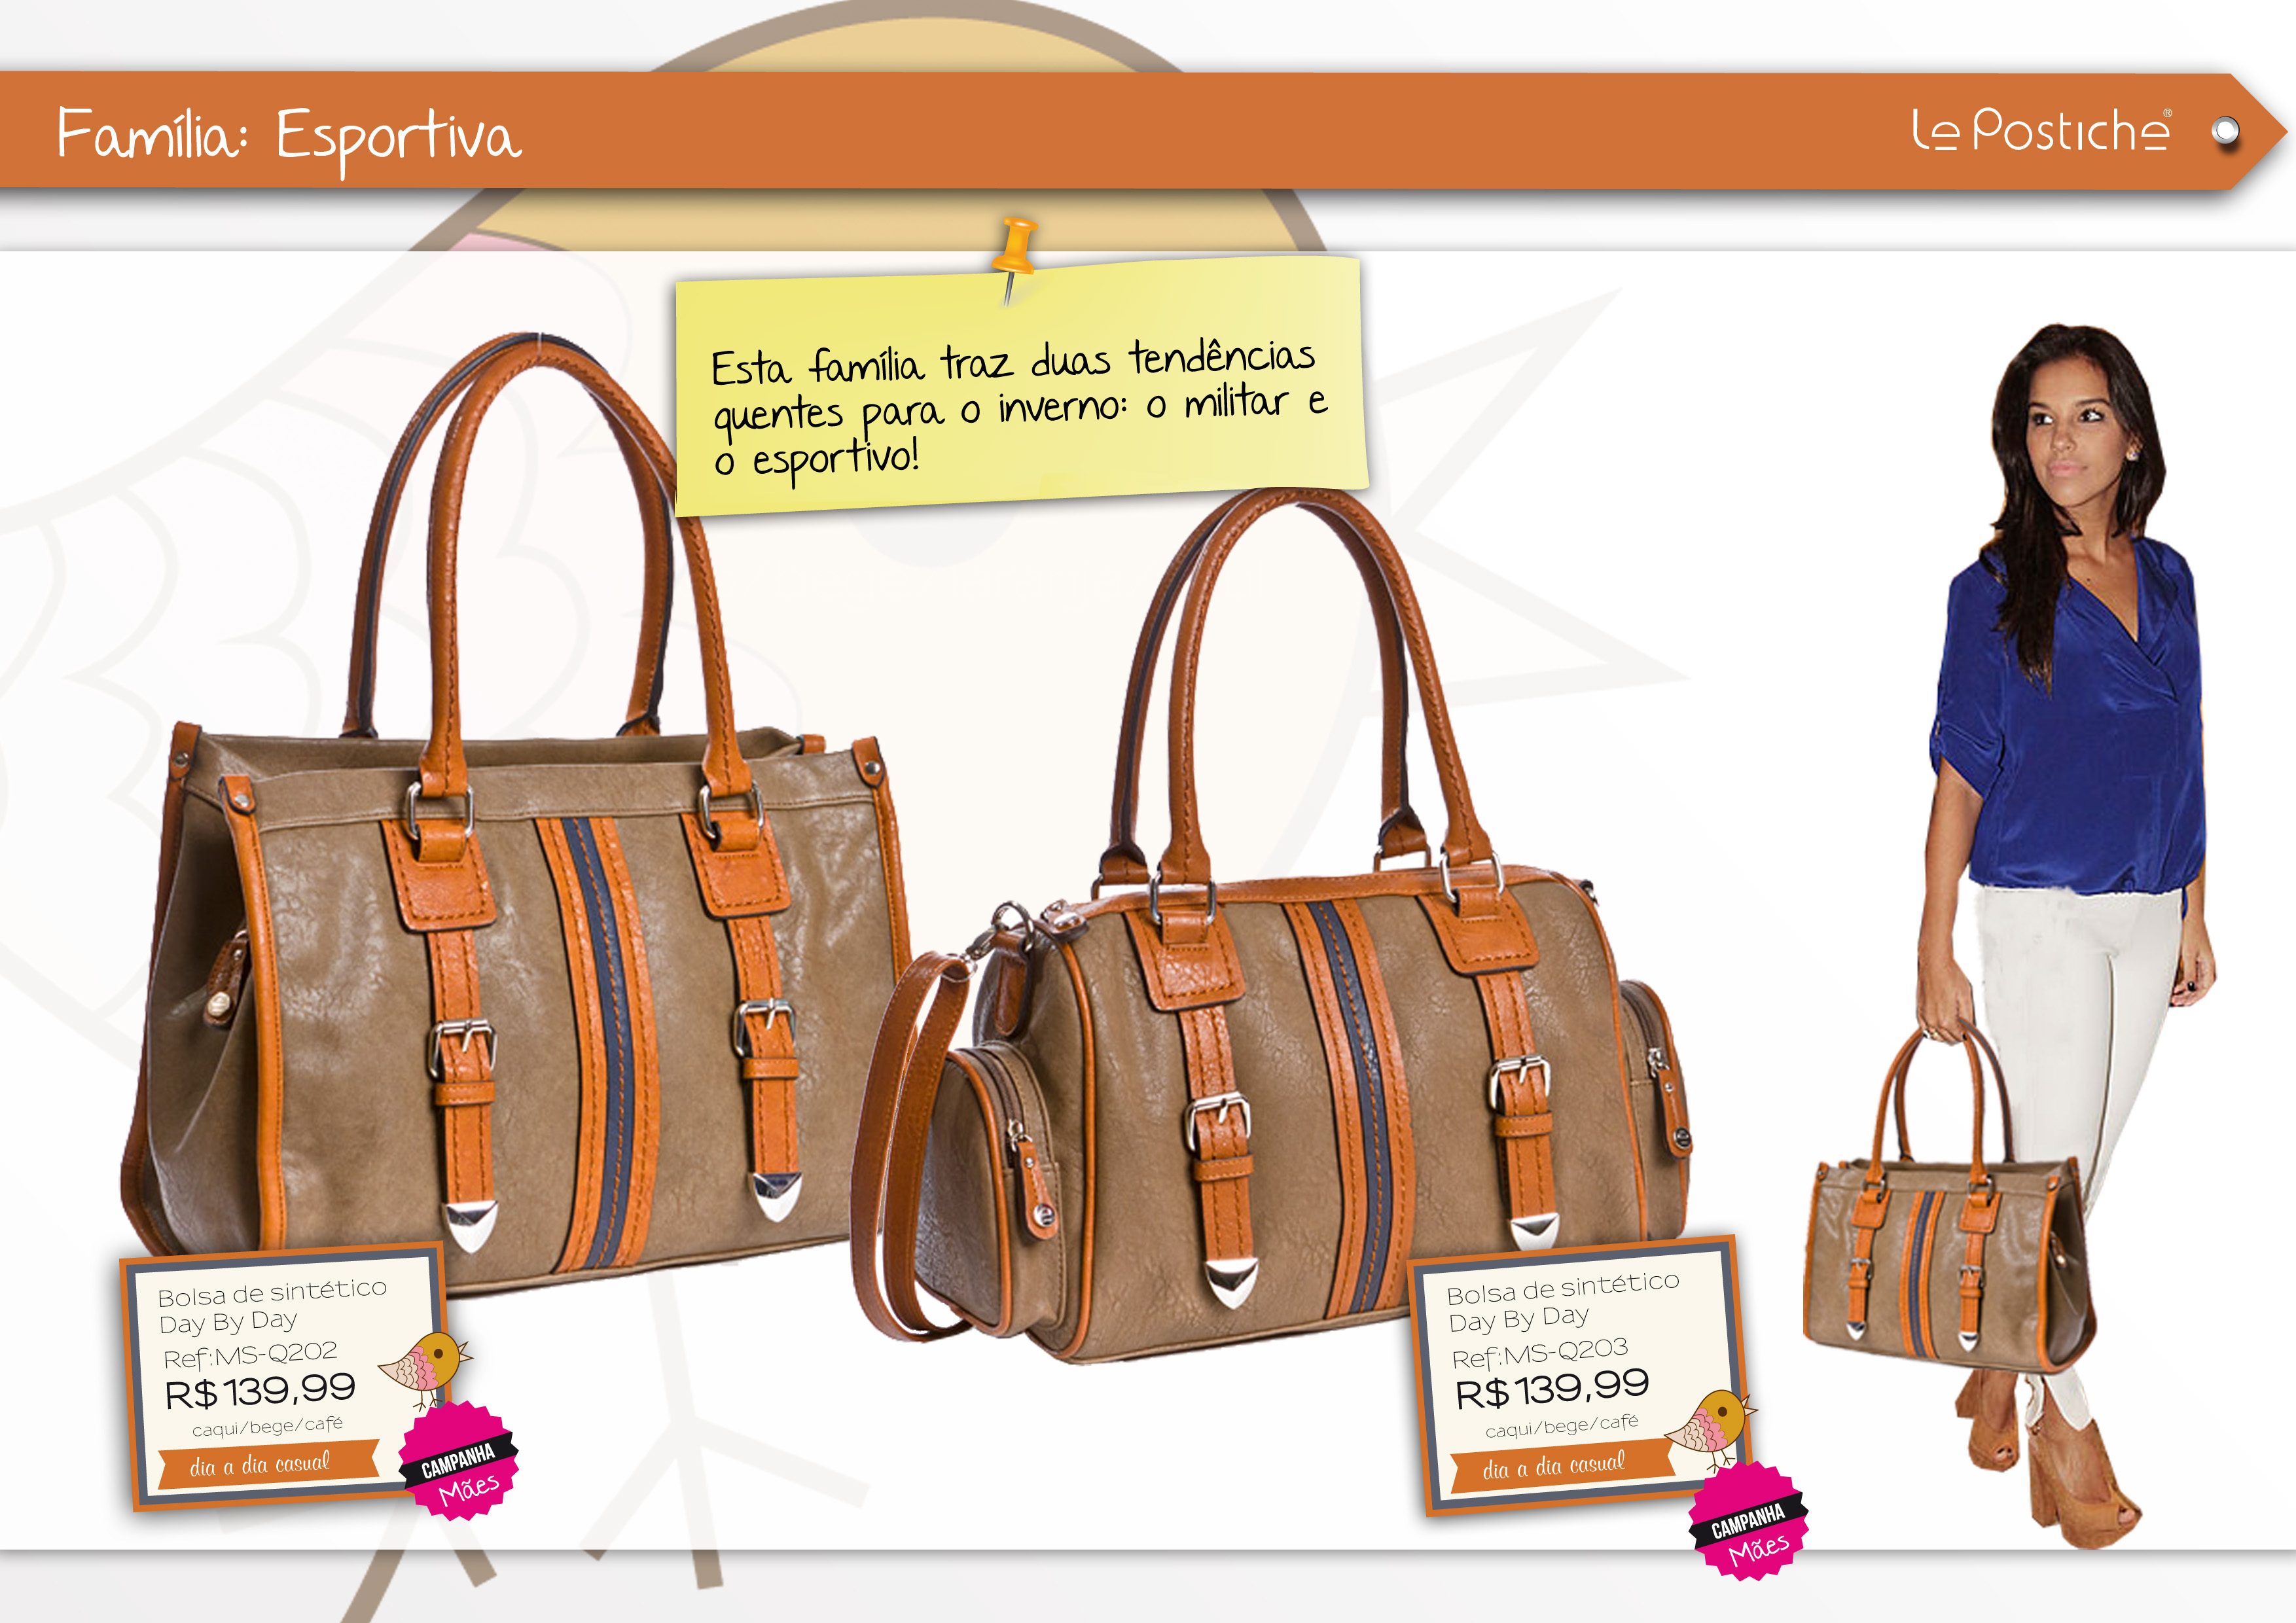 Família: Esportiva
Le Postiche®
Esta família traz duas tendências
quentes para o inverno: o militar e
o esportivo!
Bolsa de sintético
Day By Day
Ref:MS-Q202
R$139,99
caqui/bege/café
dia a dia casual
CAMPANHA
Mães
Bolsa de sintético
Day By Day
Ref:MS-Q203
R$139,99
caqui/bege/café
dia a dia casual
CAMPANHA
Mães